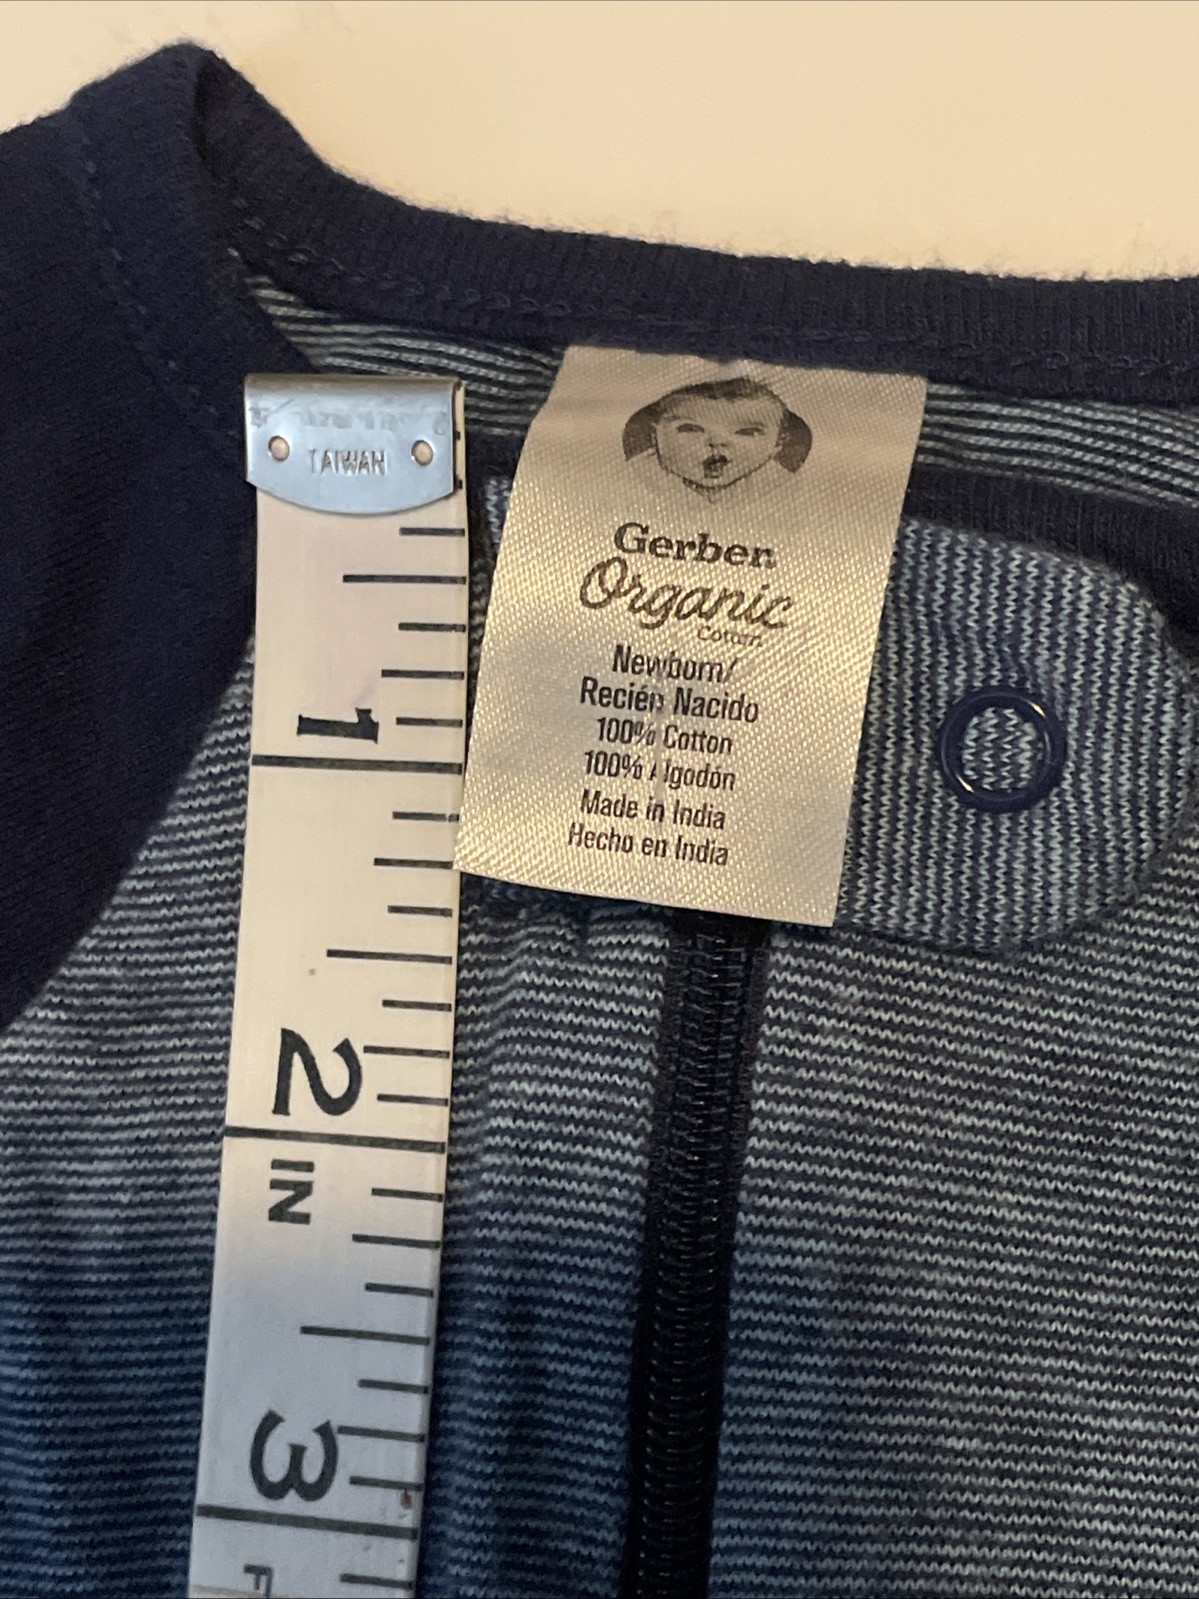 TAIWAN
1
2
IN
3
F
Gerber
Organic
Cotton
Newborn/
Recién Nacido
100% Cotton
100% Algodón
Made in India
Hecho en India